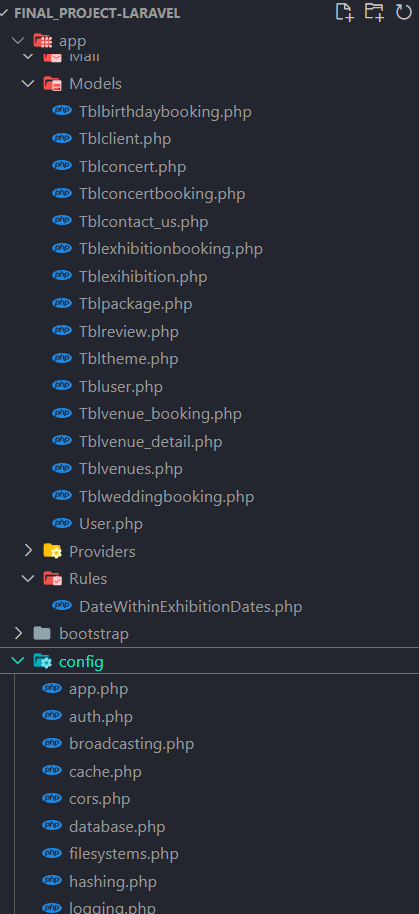 FINAL_PROJECT-LARAVEL
app
Mail
Models
Tblbirthdaybooking.php
Tblclient.php
Tblconcert.php
Tblconcertbooking.php
Tblcontact_us.php
Tblexhibitionbooking.php
Tblexihibition.php
Tblpackage.php
Tblreview.php
Tbltheme.php
Tbluser.php
Tblvenue_booking.php
Tblvenue_detail.php
Tblvenues.php
Tblweddingbooking.php
User.php
Providers
Rules
DateWithinExhibitionDates.php
bootstrap
config
app.php
auth.php
broadcasting.php
cache.php
cors.php
database.php
filesystems.php
hashing.php
logging.php